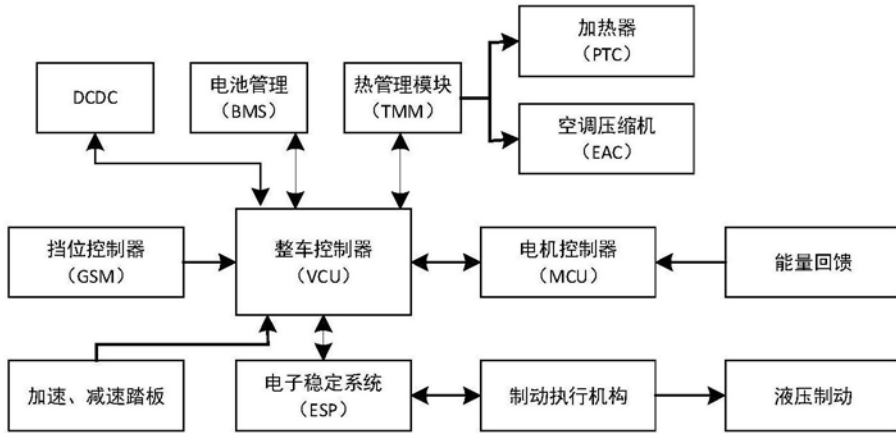 加热器
（PTC）
DCDC
电池管理
（BMS）
热管理模块
（TMM）
空调压缩机
（EAC）
挡位控制器
（GSM）
整车控制器
（VCU）
电机控制器
（MCU）
能量回馈
加速、减速踏板
电子稳定系统
（ESP）
制动执行机构
液压制动